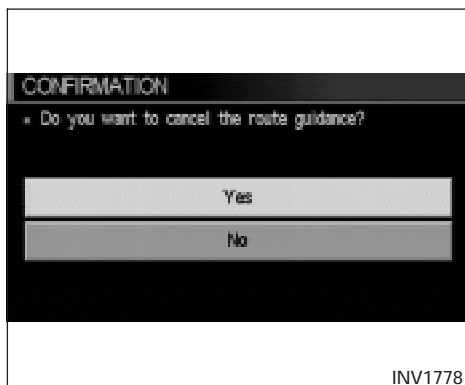 CONFIRMATION
• Do you want to cancel the route guidance?
Yes
No
INV1778